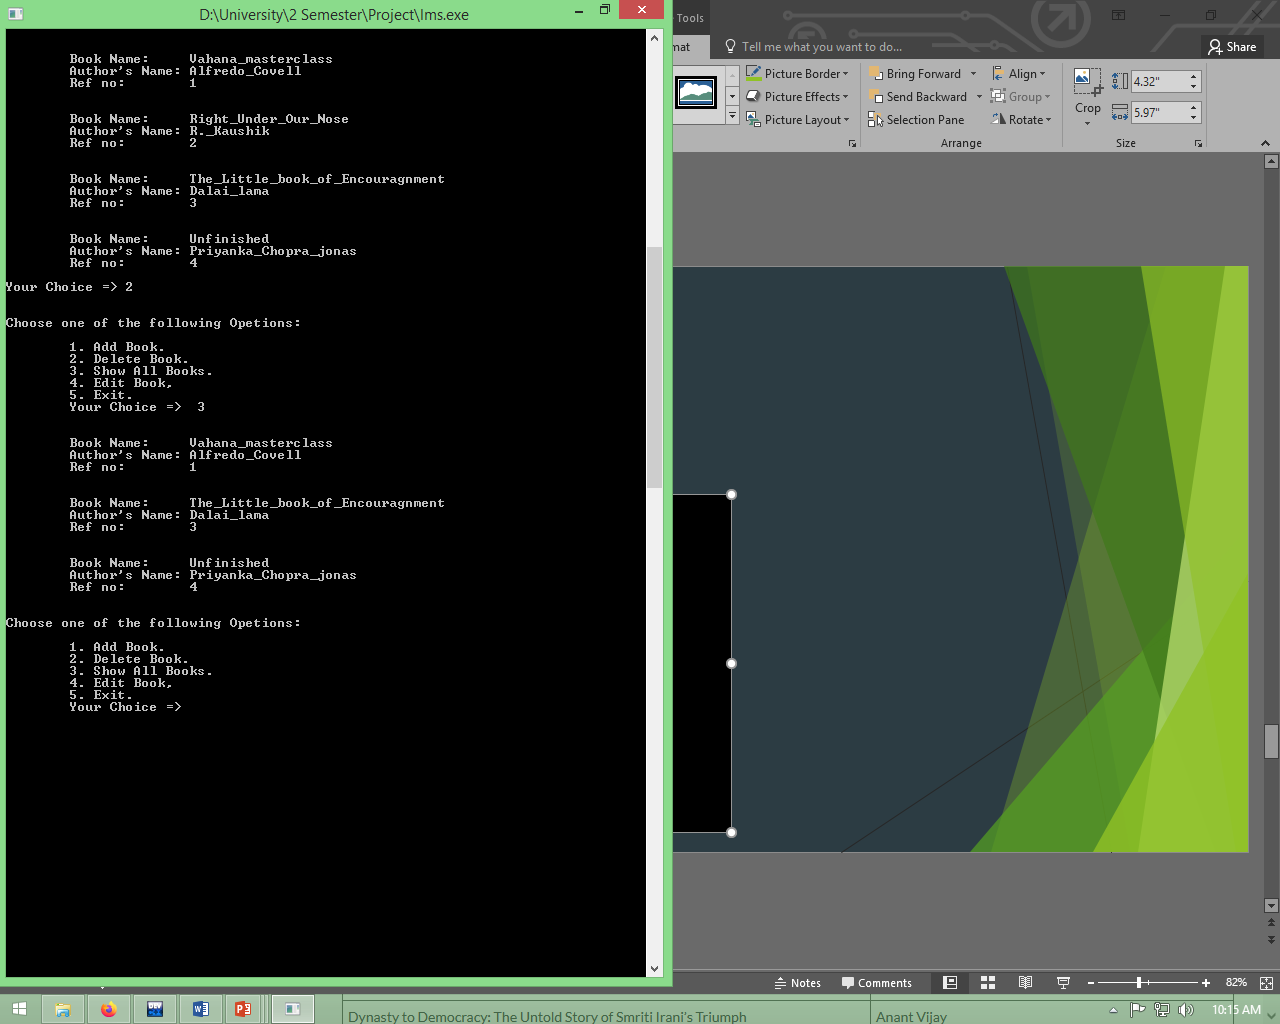 D:\University\2 Semester\Project\lms.exe
Book Name: Vahana_masterclass
Author's Name: Alfredo_Covell
Ref no: 1
Book Name: Right_Under_Our_Nose
Author's Name: R._Kaushik
Ref no: 2
Book Name: The_Little_book_of_Encouragnment
Author's Name: Dalai_lama
Ref no: 3
Book Name: Unfinished
Author's Name: Priyanka_Chopra_jonas
Ref no: 4
Your Choice => 2
Choose one of the following Opetions:
1. Add Book.
2. Delete Book.
3. Show All Books.
4. Edit Book,
5. Exit.
Your Choice => 3
Book Name: Vahana_masterclass
Author's Name: Alfredo_Covell
Ref no: 1
Book Name: The_Little_book_of_Encouragnment
Author's Name: Dalai_lama
Ref no: 3
Book Name: Unfinished
Author's Name: Priyanka_Chopra_jonas
Ref no: 4
Choose one of the following Opetions:
1. Add Book.
2. Delete Book.
3. Show All Books.
4. Edit Book,
5. Exit.
Your Choice =>
Tools
mat
Tell me what you want to do...
Share
Picture Border
Picture Effects
Picture Layout
Bring Forward
Send Backward
Selection Pane
Align
Group
Rotate
Arrange
Crop
4.32"
5.97"
Size
Notes
Comments
82%
DEV
Dynasty to Democracy: The Untold Story of Smriti Irani's Triumph
Anant Vijay
10:15 AM